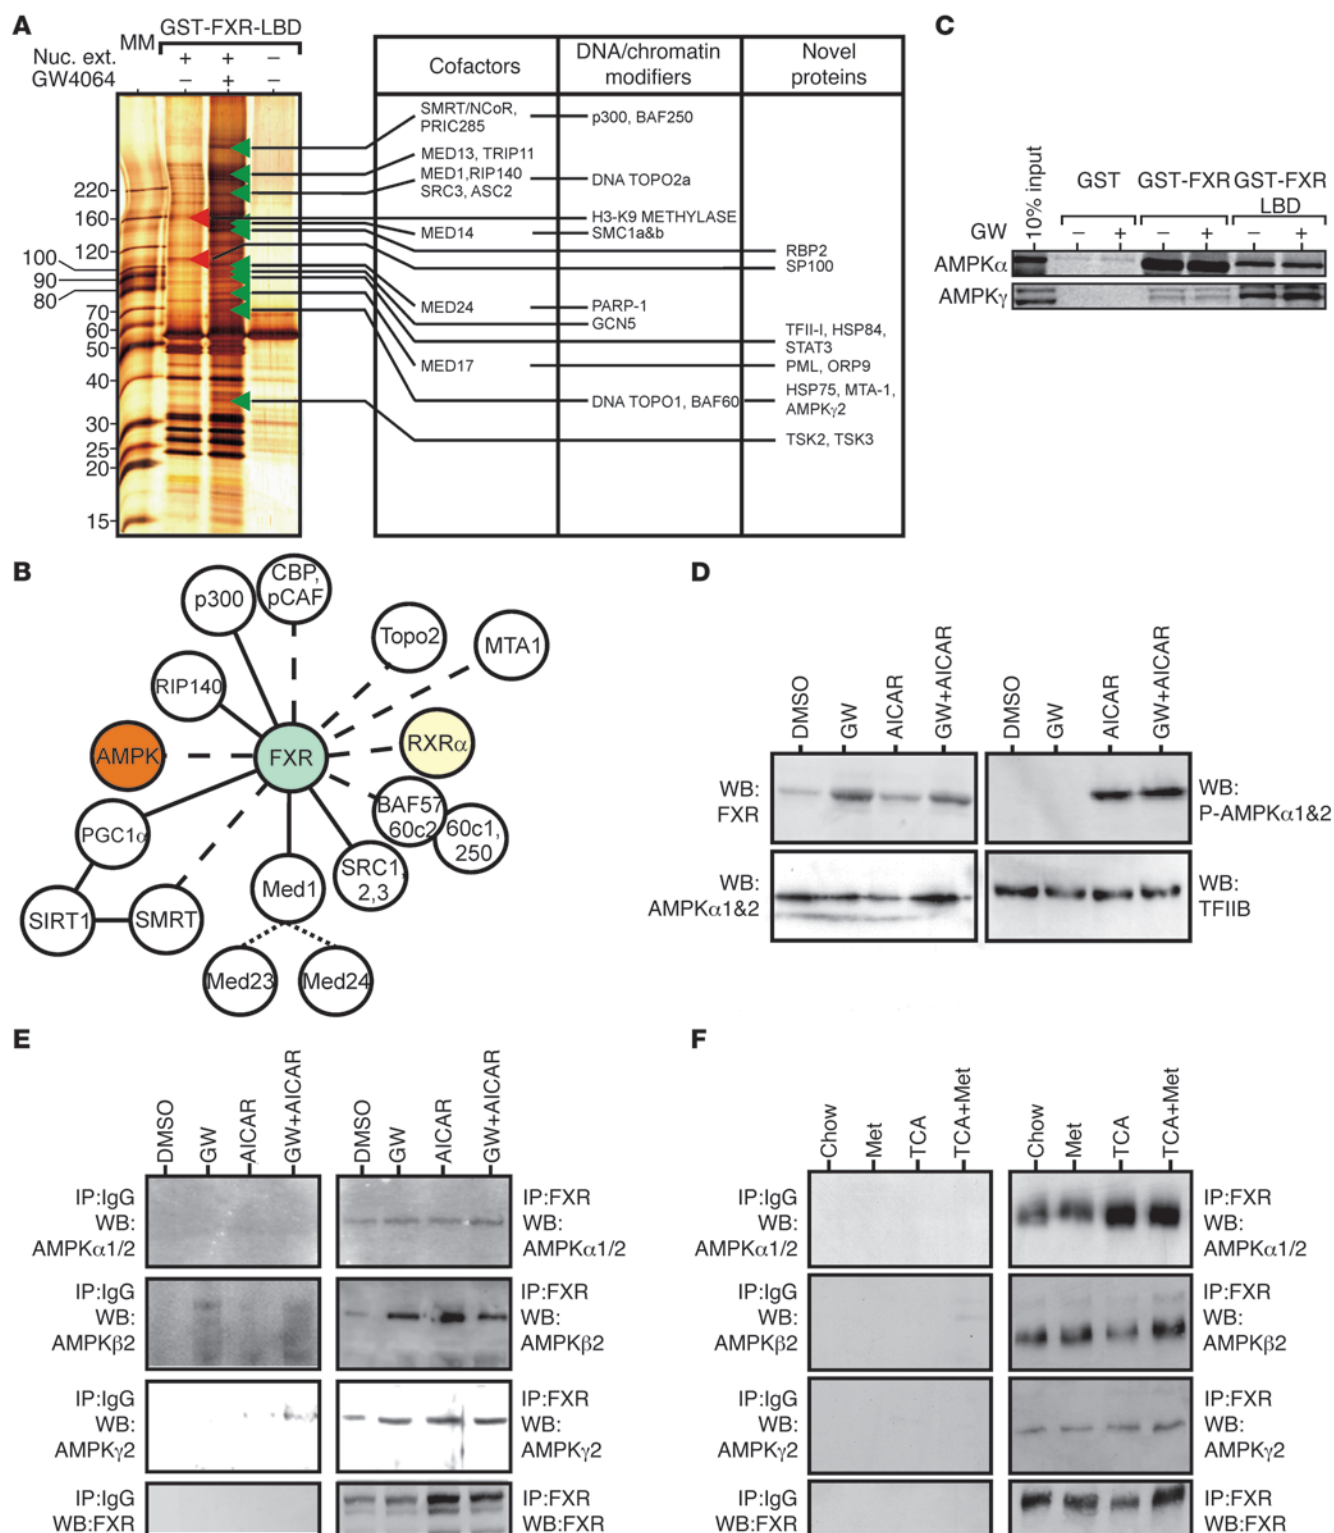 A
MM
GST-FXR-LBD
Nuc. ext. + + −
GW4064 − + −
220
160
120
100
90
80
70
60
50
40
30
25
20
15
Cofactors
DNA/chromatin
modifiers
Novel
proteins
SMRT/NCoR,
PRIC285
p300, BAF250
MED13, TRIP11
MED1,RIP140
SRC3, ASC2
DNA TOPO2a
H3-K9 METHYLASE
MED14
SMC1a&b
RBP2
SP100
MED24
PARP-1
GCN5
TFII-I, HSP84,
STAT3
MED17
PML, ORP9
DNA TOPO1, BAF60
HSP75, MTA-1,
AMPKγ2
TSK2, TSK3
C
10% input
GST
GST-FXR
GST-FXR
LBD
GW − + − + − +
AMPKα
AMPKγ
B
p300
CBP,
pCAF
Topo2
MTA1
RIP140
AMPK
FXR
RXRα
PGC1α
BAF57
60c2
60c1,
250
SRC1,
2,3
Med1
SIRT1
SMRT
Med23
Med24
D
DMSO
GW
AICAR
GW+AICAR
DMSO
GW
AICAR
GW+AICAR
WB:
FXR
WB:
P-AMPKα1&2
WB:
AMPKα1&2
WB:
TFIIB
E
DMSO
GW
AICAR
GW+AICAR
DMSO
GW
AICAR
GW+AICAR
IP:IgG
WB:
AMPKα1/2
IP:FXR
WB:
AMPKα1/2
IP:IgG
WB:
AMPKβ2
IP:FXR
WB:
AMPKβ2
IP:IgG
WB:
AMPKγ2
IP:FXR
WB:
AMPKγ2
IP:IgG
WB:FXR
IP:FXR
WB:FXR
F
Chow
Met
TCA
TCA+Met
Chow
Met
TCA
TCA+Met
IP:IgG
WB:
AMPKα1/2
IP:FXR
WB:
AMPKα1/2
IP:IgG
WB:
AMPKβ2
IP:FXR
WB:
AMPKβ2
IP:IgG
WB:
AMPKγ2
IP:FXR
WB:
AMPKγ2
IP:IgG
WB:FXR
IP:FXR
WB:FXR